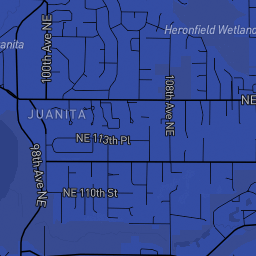 Heronfield Wetlan
anita
100th Ave NE
108th Ave NE
NE
JUANITA
NE 113th Pl
98th Ave NE
NE 110th St